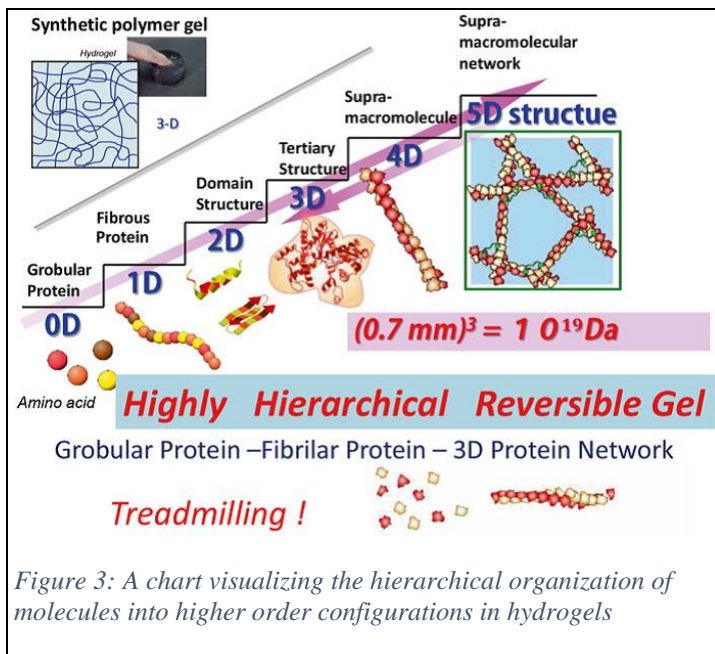 Synthetic polymer gel
Hydrogel
3-D
Supra-
macromolecular
network
Supra-
macromolecule
5D structue
Tertiary
Structure
4D
Domain
Structure
3D
Fibrous
Protein
2D
Grobular
Protein
1D
0D
(0.7 mm)³ = 1 0¹⁹Da
Amino acid
Highly Hierarchical Reversible Gel
Grobular Protein –Fibrilar Protein – 3D Protein Network
Treadmilling !
Figure 3: A chart visualizing the hierarchical organization of
molecules into higher order configurations in hydrogels